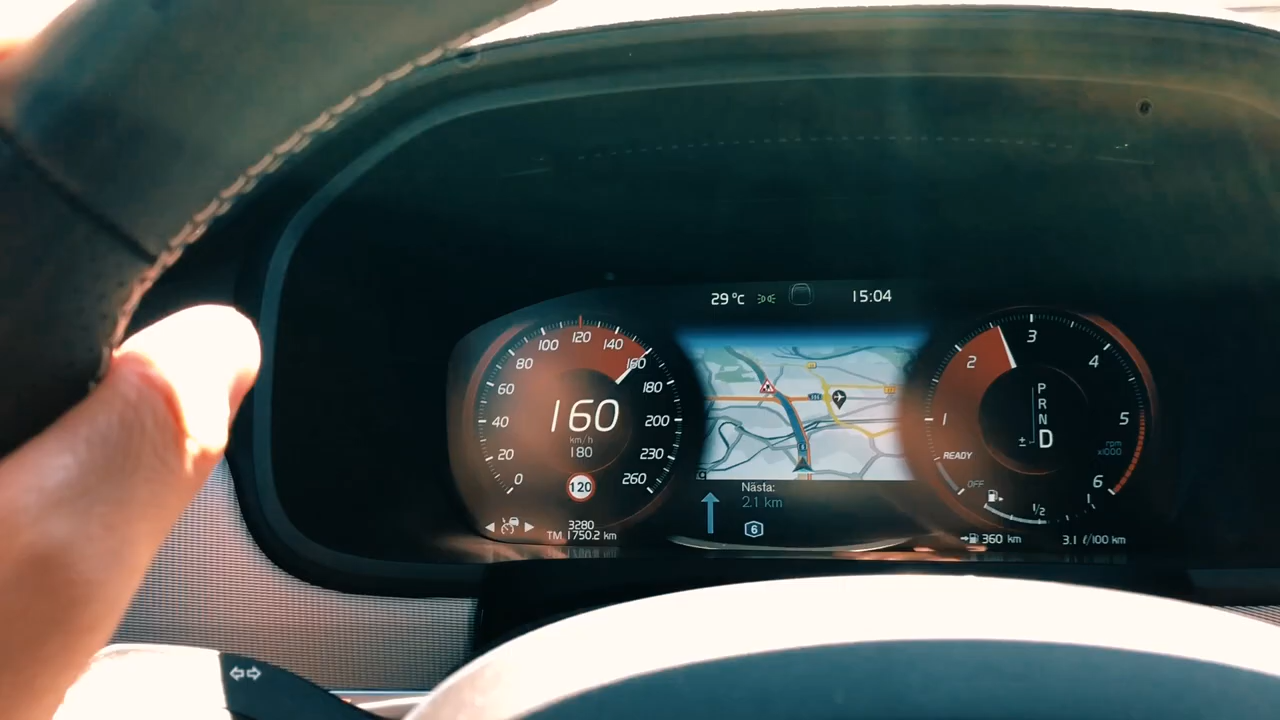 29 °C
15:04
0
20
40
60
80
100
120
140
160
180
200
230
260
160
km/h
180
120
3280
TM 1750.2 km
Nästa:
2.1 km
6
1
2
3
4
5
6
rpm
x1000
P
R
N
± D
READY
OFF
1/2
1
360 km
3.1 ℓ/100 km